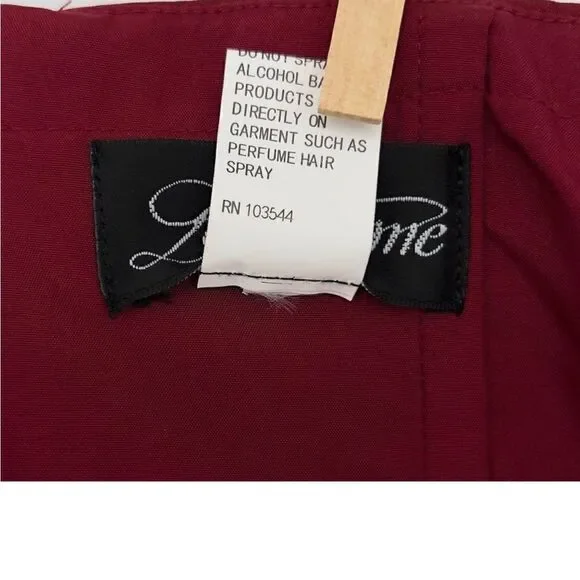 DO NOT SPRA
ALCOHOL BA
PRODUCTS
DIRECTLY ON
GARMENT SUCH AS
PERFUME HAIR
SPRAY
RN 103544